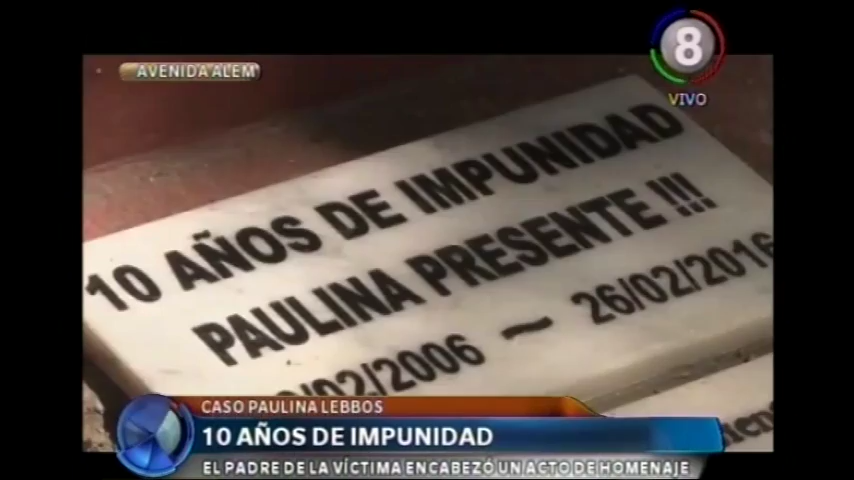 8
AVENIDA ALEM
VIVO
10 AÑOS DE IMPUNIDAD
PAULINA PRESENTE !!!
/02/2006 ~ 26/02/2016
CASO PAULINA LEBBOS
10 AÑOS DE IMPUNIDAD
EL PADRE DE LA VÍCTIMA ENCABEZÓ UN ACTO DE HOMENAJE